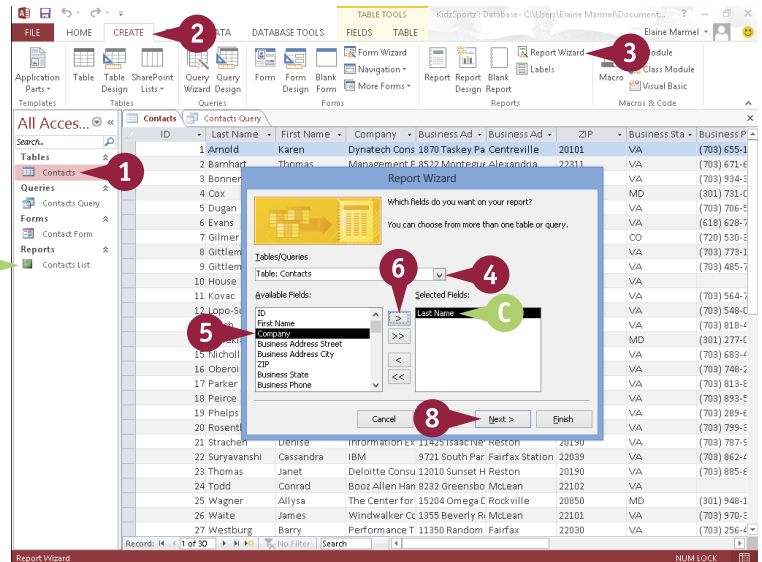 TABLE TOOLS
KidzSportz : Database- C:\Users\Elaine Marmel\Document...
FILE HOME CREATE DATA DATABASE TOOLS FIELDS TABLE Elaine Marmel
2
3
Application Parts
Table
Table Design
SharePoint Lists
Query Wizard
Query Design
Form
Form Design
Blank Form
Form Wizard
Navigation
More Forms
Report
Report Design
Blank Report
Report Wizard
Labels
Macro
Module
Class Module
Visual Basic
Templates Tables Queries Forms Reports Macros & Code
All Acces...
Search...
Tables
Contacts
1
Queries
Contacts Query
Forms
Contact Form
Reports
Contacts List
Contacts Contacts Query
ID Last Name First Name Company Business Ad Business Ad ZIP Business Sta Business P
1 Arnold Karen Dynatech Cons 1870 Taskey Pa Centreville 20101 VA (703) 655-1
2 Barnhart Thomas Management F 8522 Montegue Alexandria 22311 VA (703) 671-6
3 Bonner VA (703) 934-3
4 Cox MD (301) 731-0
5 Dugan VA (703) 706-5
6 Evans VA (618) 628-7
7 Gilmer CO (720) 530-3
8 Gittlem VA (703) 773-1
9 Gittlem VA (703) 485-7
10 House VA
11 Kovac VA (703) 564-7
12 Lopo-Su VA (703) 548-0
VA (703) 818-4
MD (301) 277-0
15 Nicholl VA (703) 683-4
16 Oberoi VA (703) 748-2
17 Parker VA (703) 813-8
18 Peirce VA (703) 893-5
19 Phelps VA (703) 289-6
20 Rosent VA (703) 799-3
21 Strachen Denise Information Ex 11425 Isaac Ne Reston 20190 VA (703) 787-9
22 Suryavanshi Cassandra IBM 9721 South Par Fairfax Station 22039 VA (703) 862-4
23 Thomas Janet Deloitte Consu 12010 Sunset H Reston 20190 VA (703) 885-6
24 Todd Conrad Booz Allen Han 8232 Greensbo McLean 22102 VA
25 Wagner Allysa The Center for 15204 Omega D Rockville 20850 MD (301) 948-1
26 Waite James Windwalker Co 1355 Beverly Ro McLean 22101 VA (703) 970-3
27 Westburg Barry Performance T 11350 Random Fairfax 22030 VA (703) 256-4
Report Wizard
Which fields do you want on your report?
You can choose from more than one table or query.
Tables/Queries
Table: Contacts
4
6
Available Fields:
Selected Fields:
ID
First Name
Company
Business Address Street
Business Address City
ZIP
Business State
Business Phone
5
>
>>
<
<<
Last Name
C
Cancel
8
Next >
Finish
Record: 1 of 30 No Filter Search
Report Wizard
NUM LOCK